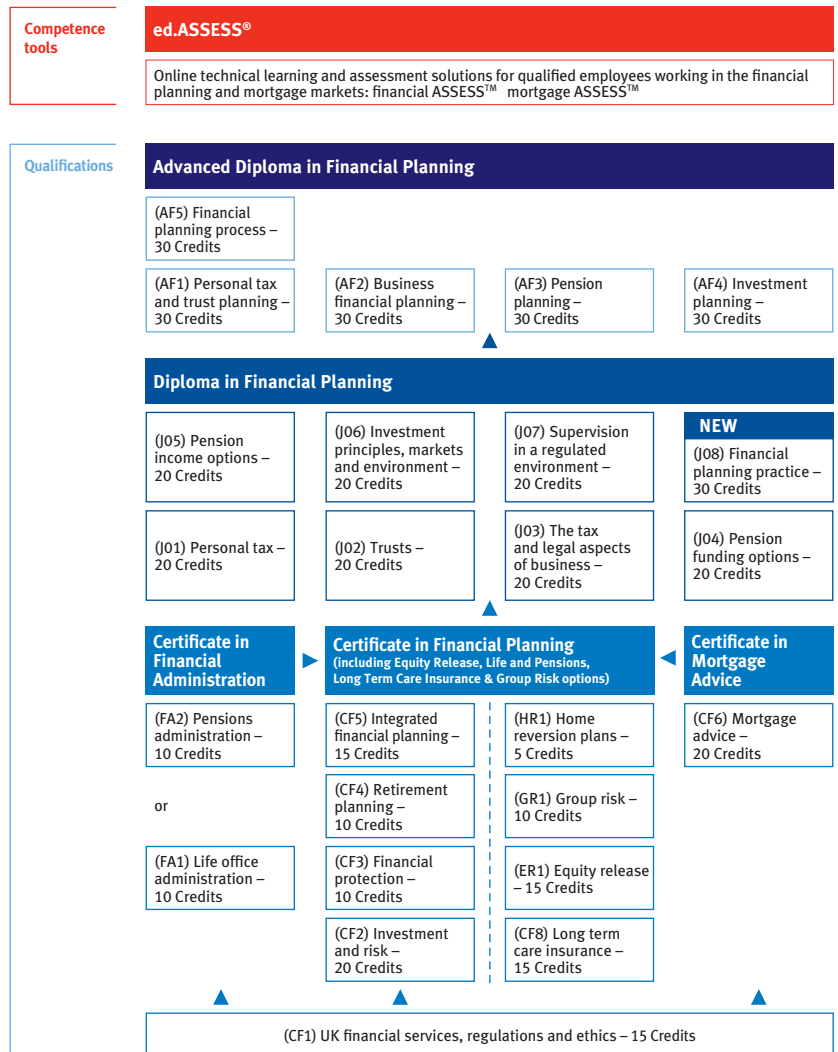 Competence
tools
ed.ASSESS®
Online technical learning and assessment solutions for qualified employees working in the financial
planning and mortgage markets: financial ASSESS™ mortgage ASSESS™
Qualifications
Advanced Diploma in Financial Planning
(AF5) Financial
planning process –
30 Credits
(AF1) Personal tax
and trust planning –
30 Credits
(AF2) Business
financial planning –
30 Credits
(AF3) Pension
planning –
30 Credits
(AF4) Investment
planning –
30 Credits
Diploma in Financial Planning
(J05) Pension
income options –
20 Credits
(J06) Investment
principles, markets
and environment –
20 Credits
(J07) Supervision
in a regulated
environment –
20 Credits
NEW
(J08) Financial
planning practice –
30 Credits
(J01) Personal tax –
20 Credits
(J02) Trusts –
20 Credits
(J03) The tax
and legal aspects
of business –
20 Credits
(J04) Pension
funding options –
20 Credits
Certificate in
Financial
Administration
Certificate in Financial Planning
(including Equity Release, Life and Pensions,
Long Term Care Insurance & Group Risk options)
Certificate in
Mortgage
Advice
(FA2) Pensions
administration –
10 Credits
or
(FA1) Life office
administration –
10 Credits
(CF5) Integrated
financial planning –
15 Credits
(CF4) Retirement
planning –
10 Credits
(CF3) Financial
protection –
10 Credits
(CF2) Investment
and risk –
20 Credits
(HR1) Home
reversion plans –
5 Credits
(GR1) Group risk –
10 Credits
(ER1) Equity release
– 15 Credits
(CF8) Long term
care insurance –
15 Credits
(CF6) Mortgage
advice –
20 Credits
(CF1) UK financial services, regulations and ethics – 15 Credits